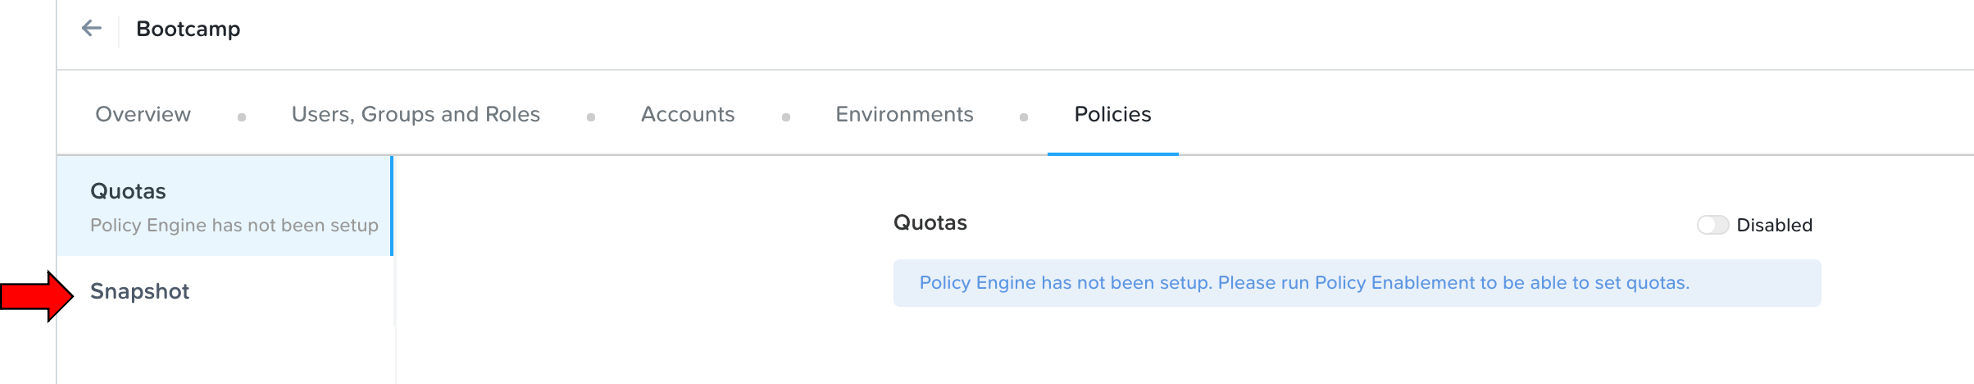 Bootcamp
Overview
Users, Groups and Roles
Accounts
Environments
Policies
Quotas
Policy Engine has not been setup
Snapshot
Quotas
Disabled
Policy Engine has not been setup. Please run Policy Enablement to be able to set quotas.